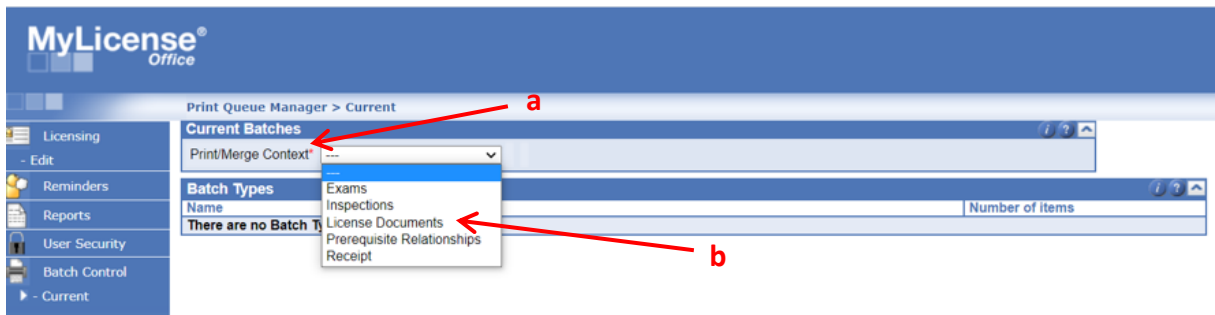 MyLicense®
Office
Print Queue Manager > Current
a
Licensing
- Edit
Reminders
Reports
User Security
Batch Control
- Current
Current Batches
Print/Merge Context* ---
---
Exams
Inspections
License Documents
Prerequisite Relationships
Receipt
b
Batch Types
Name Number of items
There are no Batch Ty